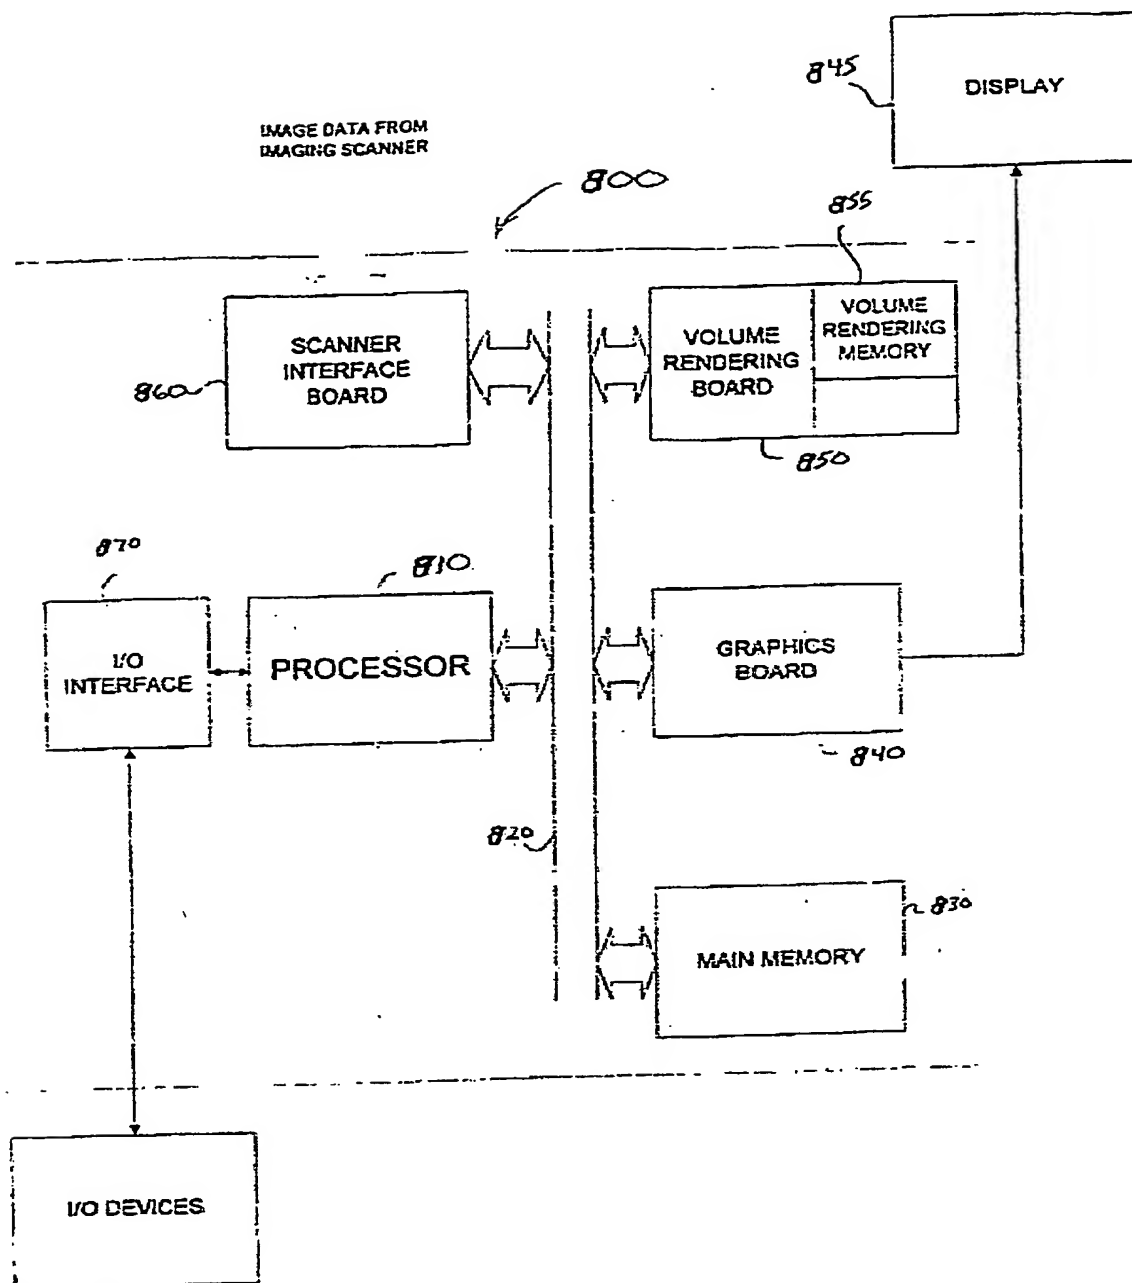 845
DISPLAY
IMAGE DATA FROM
IMAGING SCANNER
800
855
SCANNER
INTERFACE
BOARD
860
VOLUME
RENDERING
BOARD
VOLUME
RENDERING
MEMORY
850
870
810
I/O
INTERFACE
PROCESSOR
GRAPHICS
BOARD
840
820
830
MAIN MEMORY
I/O DEVICES